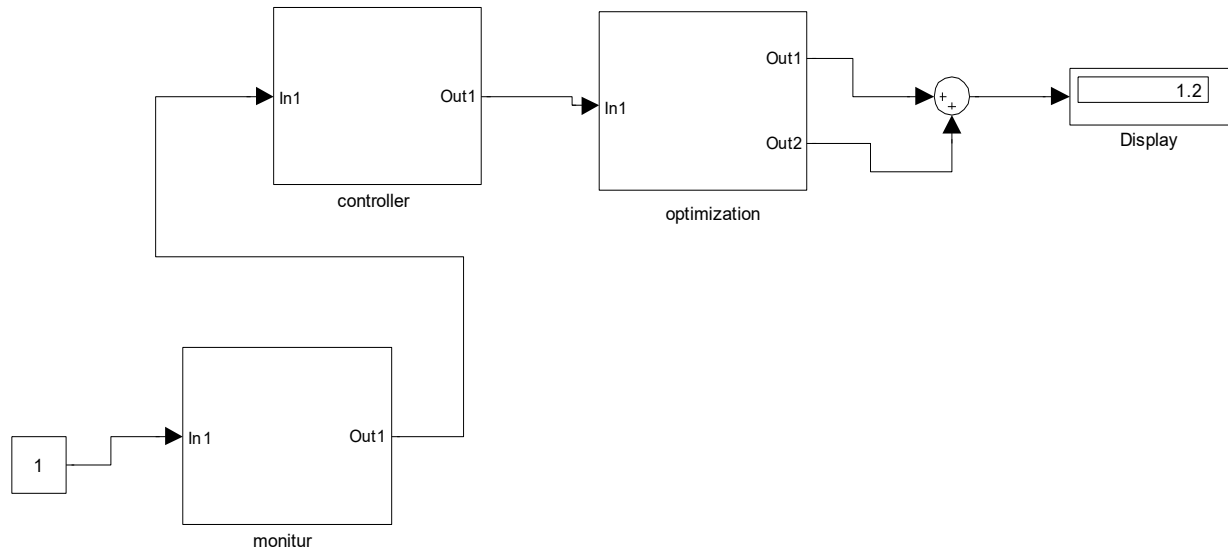 In1
Out1
controller
In1
Out1
Out2
optimization
+
+
1.2
Display
1
In1
Out1
monitur